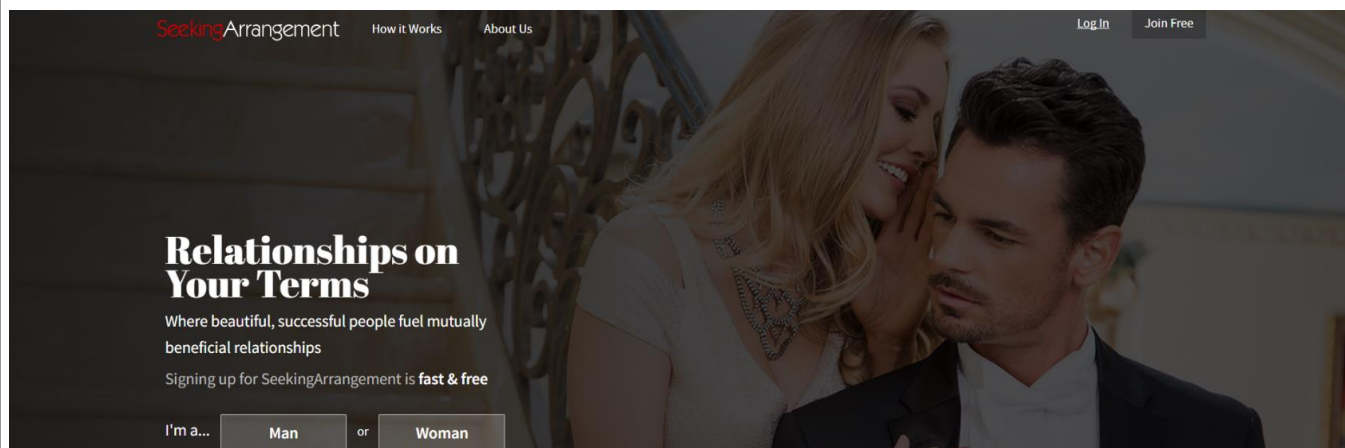 SeekingArrangement How it Works About Us Log In Join Free
Relationships on
Your Terms
Where beautiful, successful people fuel mutually
beneficial relationships
Signing up for SeekingArrangement is fast & free
I'm a... Man or Woman